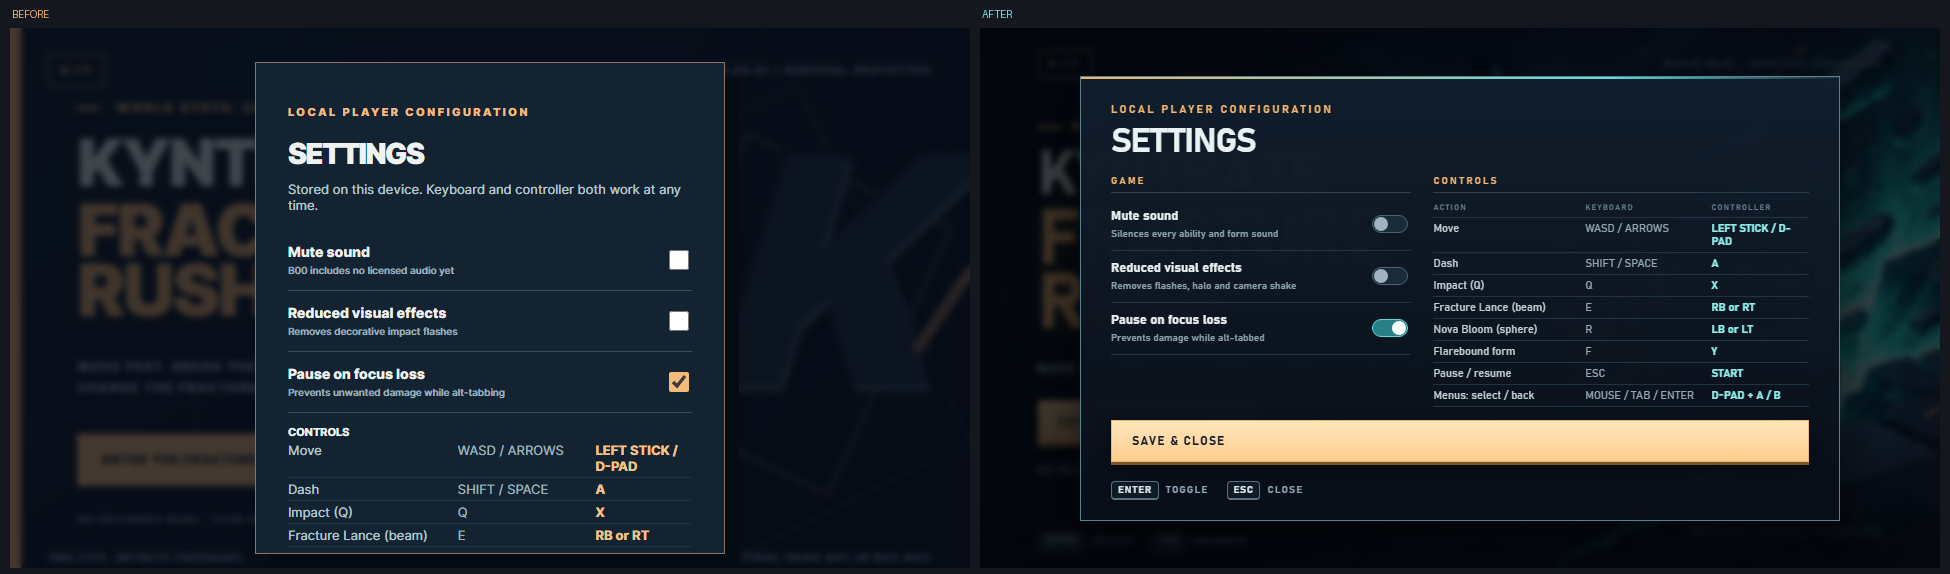 BEFORE
LOCAL PLAYER CONFIGURATION
SETTINGS
Stored on this device. Keyboard and controller both work at any
time.
Mute sound
B00 includes no licensed audio yet
Reduced visual effects
Removes decorative impact flashes
Pause on focus loss
Prevents unwanted damage while alt-tabbing
CONTROLS
Move WASD / ARROWS LEFT STICK /
D-PAD
Dash SHIFT / SPACE A
Impact (Q) Q X
Fracture Lance (beam) E RB or RT
KYNT
FRAC
RUSH
AFTER
LOCAL PLAYER CONFIGURATION
SETTINGS
GAME
Mute sound
Silences every ability and form sound
Reduced visual effects
Removes flashes, halo and camera shake
Pause on focus loss
Prevents damage while alt-tabbed
CONTROLS
ACTION KEYBOARD CONTROLLER
Move WASD / ARROWS LEFT STICK / D-
PAD
Dash SHIFT / SPACE A
Impact (Q) Q X
Fracture Lance (beam) E RB or RT
Nova Bloom (sphere) R LB or LT
Flarebound form F Y
Pause / resume ESC START
Menus: select / back MOUSE / TAB / ENTER D-PAD + A / B
SAVE & CLOSE
ENTER TOGGLE ESC CLOSE